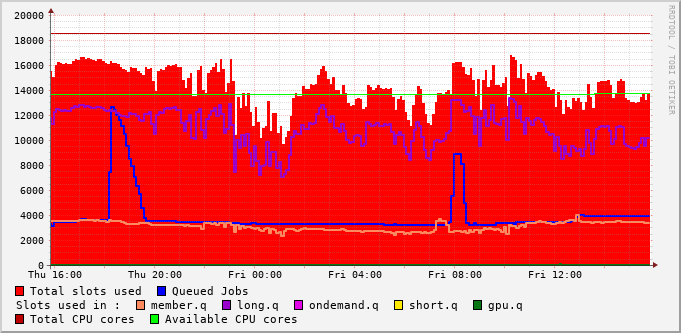 20000
18000
16000
14000
12000
10000
8000
6000
4000
2000
0
Thu 16:00 Thu 20:00 Fri 00:00 Fri 04:00 Fri 08:00 Fri 12:00
Total slots used Queued Jobs
Slots used in : member.q long.q ondemand.q short.q gpu.q
Total CPU cores Available CPU cores
RRDTOOL / TOBI OETIKER